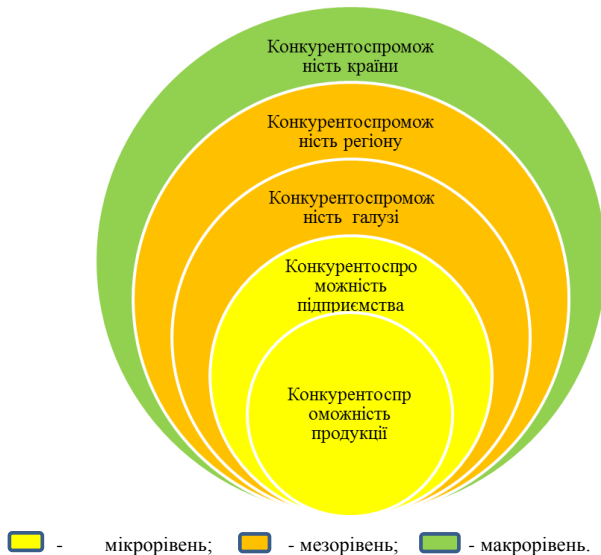 Конкурентоспромож
ність країни
Конкурентоспромож
ність регіону
Конкурентоспромож
ність галузі
Конкурентоспро
можність
підприємства
Конкурентоспр
оможність
продукції
- мікрорівень; - мезорівень; - макрорівень.